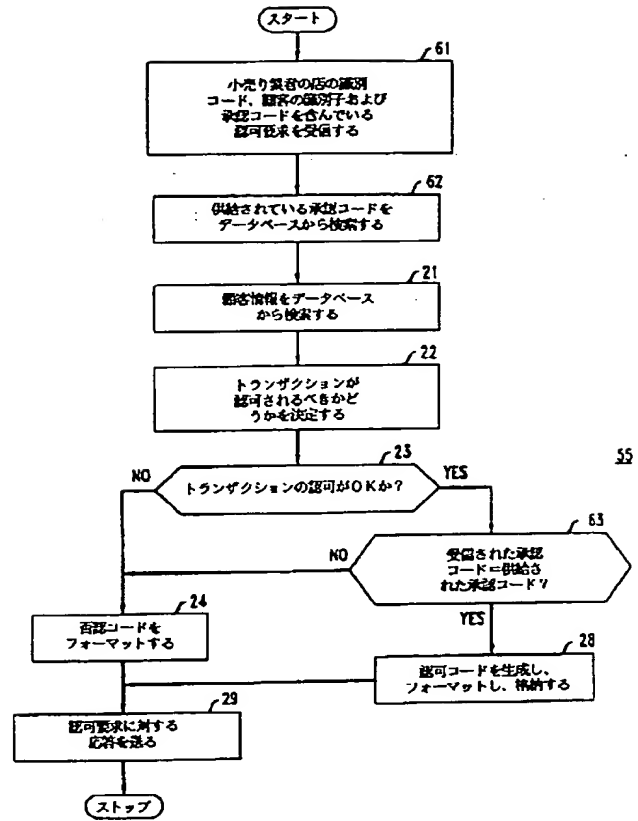 スタート
61
小売り業者の店の識別
コード、顧客の識別子および
承認コードを含んでいる
認可要求を受信する
62
供給されている承認コードを
データベースから検索する
21
顧客情報をデータベース
から検索する
22
トランザクションが
認可されるべきかど
うかを決定する
23
NO
トランザクションの認可がOKか?
YES
55
63
NO
受信された承認
コード=供給さ
れた承認コード?
YES
24
否認コードを
フォーマットする
28
認可コードを生成し、
フォーマットし、格納する
29
認可要求に対する
応答を送る
ストップ